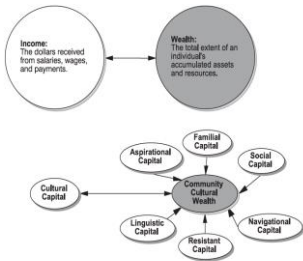 Income:
The dollars received
from salaries, wages,
and payments.
Wealth:
The total extent of an
individual's
accumulated assets
and resources.
Familial
Capital
Aspirational
Capital
Social
Capital
Cultural
Capital
Community
Cultural
Wealth
Linguistic
Capital
Navigational
Capital
Resistant
Capital